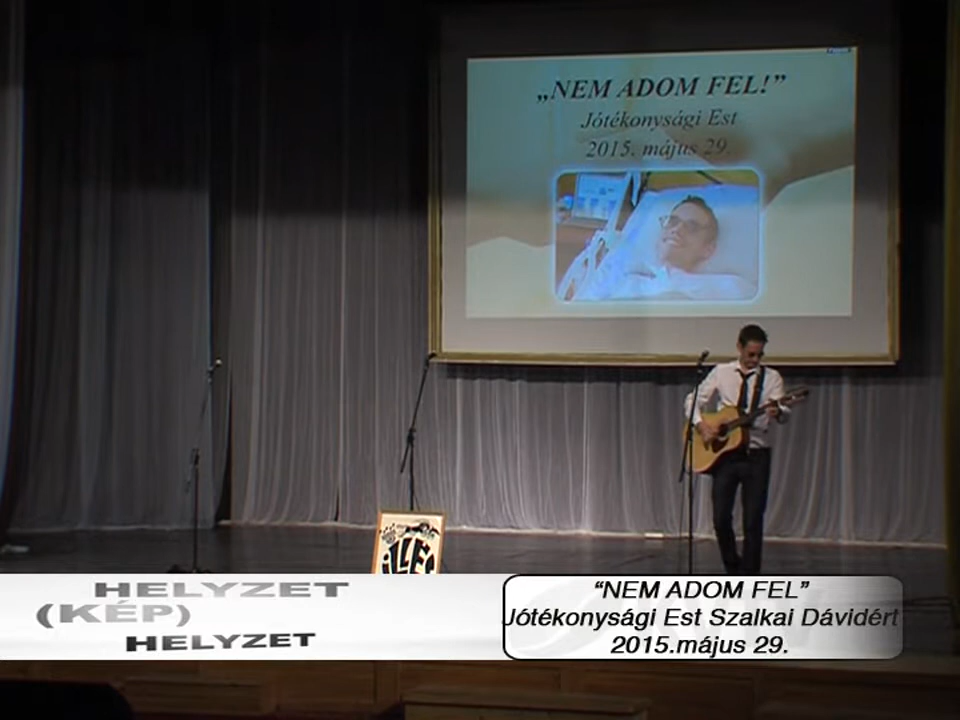 „NEM ADOM FEL!”
Jótékonysági Est
2015. május 29.
HELYZET
(KÉP)
HELYZET
“NEM ADOM FEL”
Jótékonysági Est Szalkai Dávidért
2015.május 29.